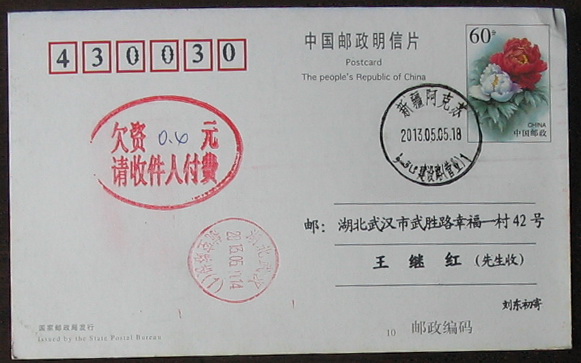 430030
中国邮政明信片
Postcard
The people's Republic of China
60分
CHINA
中国邮政
新疆阿克苏
2013.05.05.18
欠资 0.40 元
请收件人付费
邮：湖北武汉市武胜路幸福一村42号
王继红（先生收）
刘东初寄
国家邮政局发行
Issued by the State Postal Bureau
10 邮政编码